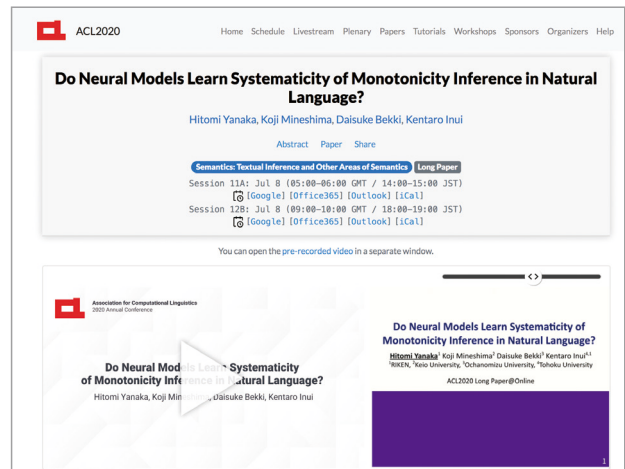 ACL2020
Home Schedule Livestream Plenary Papers Tutorials Workshops Sponsors Organizers Help
Do Neural Models Learn Systematicity of Monotonicity Inference in Natural
Language?
Hitomi Yanaka, Koji Mineshima, Daisuke Bekki, Kentaro Inui
Abstract Paper Share
Semantics: Textual Inference and Other Areas of Semantics Long Paper
Session 11A: Jul 8 (05:00-06:00 GMT / 14:00-15:00 JST)
[Google] [Office365] [Outlook] [iCal]
Session 12B: Jul 8 (09:00-10:00 GMT / 18:00-19:00 JST)
[Google] [Office365] [Outlook] [iCal]
You can open the pre-recorded video in a separate window.
Association for Computational Linguistics
2020 Annual Conference
Do Neural Models Learn Systematicity
of Monotonicity Inference in Natural Language?
Hitomi Yanaka, Koji Mineshima, Daisuke Bekki, Kentaro Inui
Do Neural Models Learn Systematicity of
Monotonicity Inference in Natural Language?
Hitomi Yanaka¹ Koji Mineshima² Daisuke Bekki³ Kentaro Inui⁴,¹
¹RIKEN, ²Keio University, ³Ochanomizu University, ⁴Tohoku University
ACL2020 Long Paper@Online
1